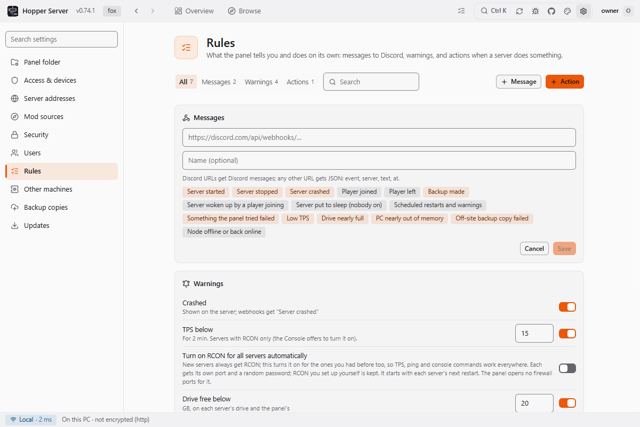 Hopper Server v0.74.1 fox Overview Browse Ctrl K owner O
Search settings
Panel folder
Access & devices
Server addresses
Mod sources
Security
Users
Rules
Other machines
Backup copies
Updates
Rules
What the panel tells you and does on its own: messages to Discord, warnings, and actions when a server does something.
All 7 Messages 2 Warnings 4 Actions 1 Search + Message + Action
Messages
https://discord.com/api/webhooks/...
Name (optional)
Discord URLs get Discord messages; any other URL gets JSON: event, server, text, at.
Server started Server stopped Server crashed Player joined Player left Backup made
Server woken up by a player joining Server put to sleep (nobody on) Scheduled restarts and warnings
Something the panel tried failed Low TPS Drive nearly full PC nearly out of memory Off-site backup copy failed
Node offline or back online
Cancel Save
Warnings
Crashed
Shown on the server; webhooks get "Server crashed"
TPS below
For 2 min. Servers with RCON only (the Console offers to turn it on).
15
Turn on RCON for all servers automatically
New servers always get RCON; this turns it on for the ones you had before too, so TPS, ping and console commands work everywhere. Each
gets its own port and a random password; RCON you set up yourself is kept. It starts with each server's next restart. The panel opens no firewall
ports for it.
Drive free below
GB, on each server's drive and the panel's
20
Local - 2 ms On this PC - not encrypted (http)